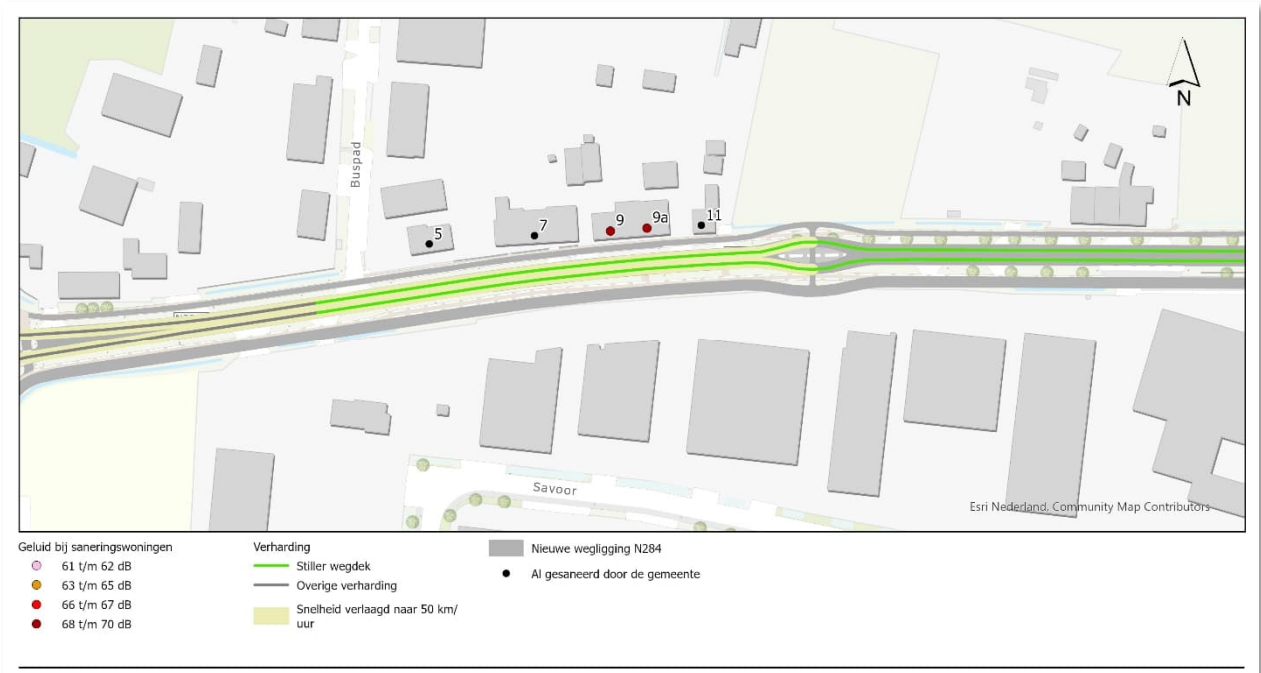 N
Buspad
5
7
9
9a
11
Savoor
Esri Nederland, Community Map Contributors
Geluid bij saneringswoningen
61 t/m 62 dB
63 t/m 65 dB
66 t/m 67 dB
68 t/m 70 dB
Verharding
Stiller wegdek
Overige verharding
Snelheid verlaagd naar 50 km/
uur
Nieuwe wegligging N284
Al gesaneerd door de gemeente